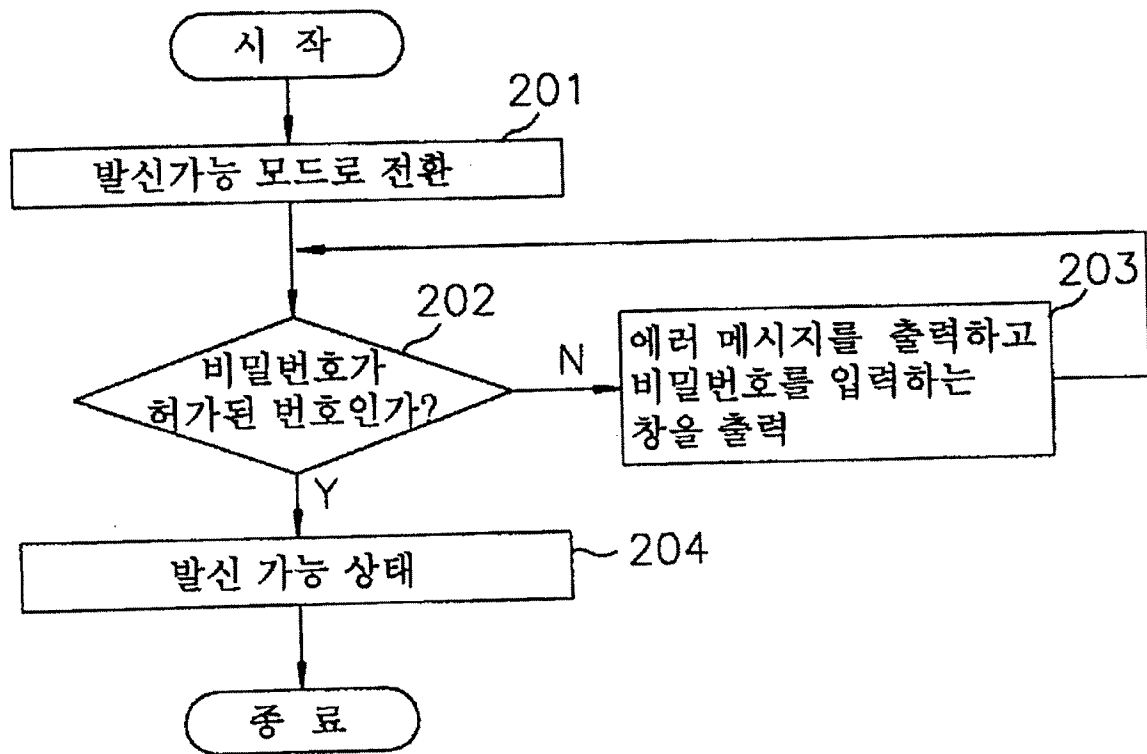 시 작
201
발신가능 모드로 전환
202
비밀번호가
허가된 번호인가?
N
203
에러 메시지를 출력하고
비밀번호를 입력하는
창을 출력
Y
발신 가능 상태
204
종 료